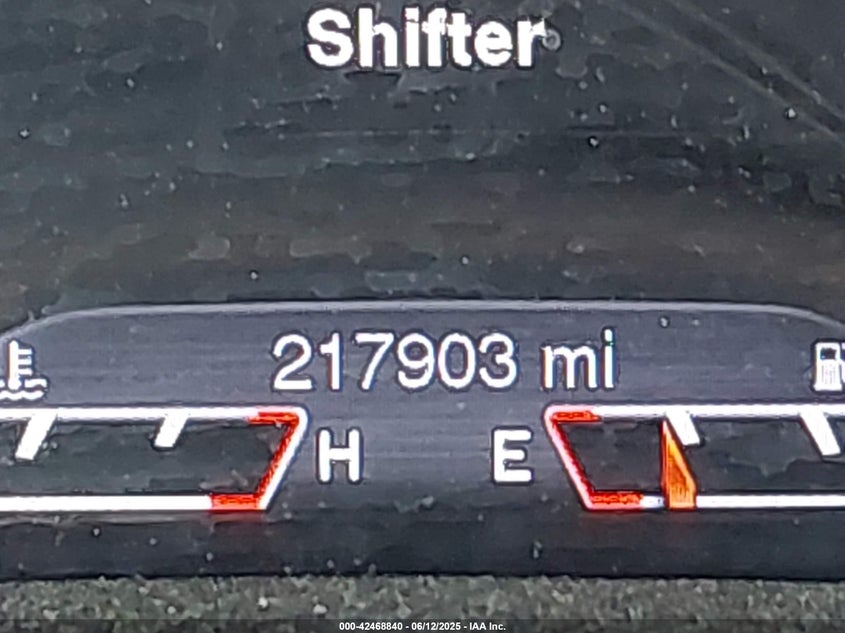 Shifter
217903 mi
H E
000-42468840 - 06/12/2025 - IAA Inc.